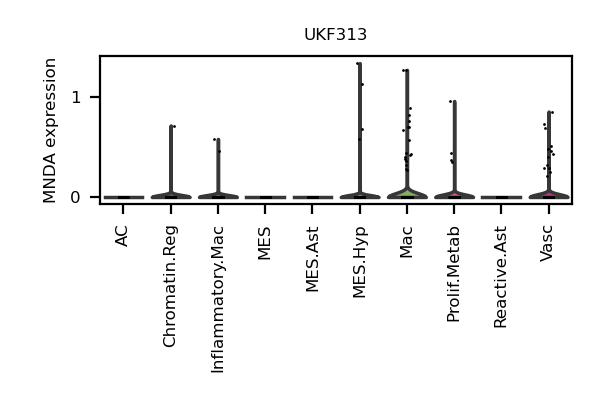 UKF313
MNDA expression
1
0
AC
Chromatin.Reg
Inflammatory.Mac
MES
MES.Ast
MES.Hyp
Mac
Prolif.Metab
Reactive.Ast
Vasc